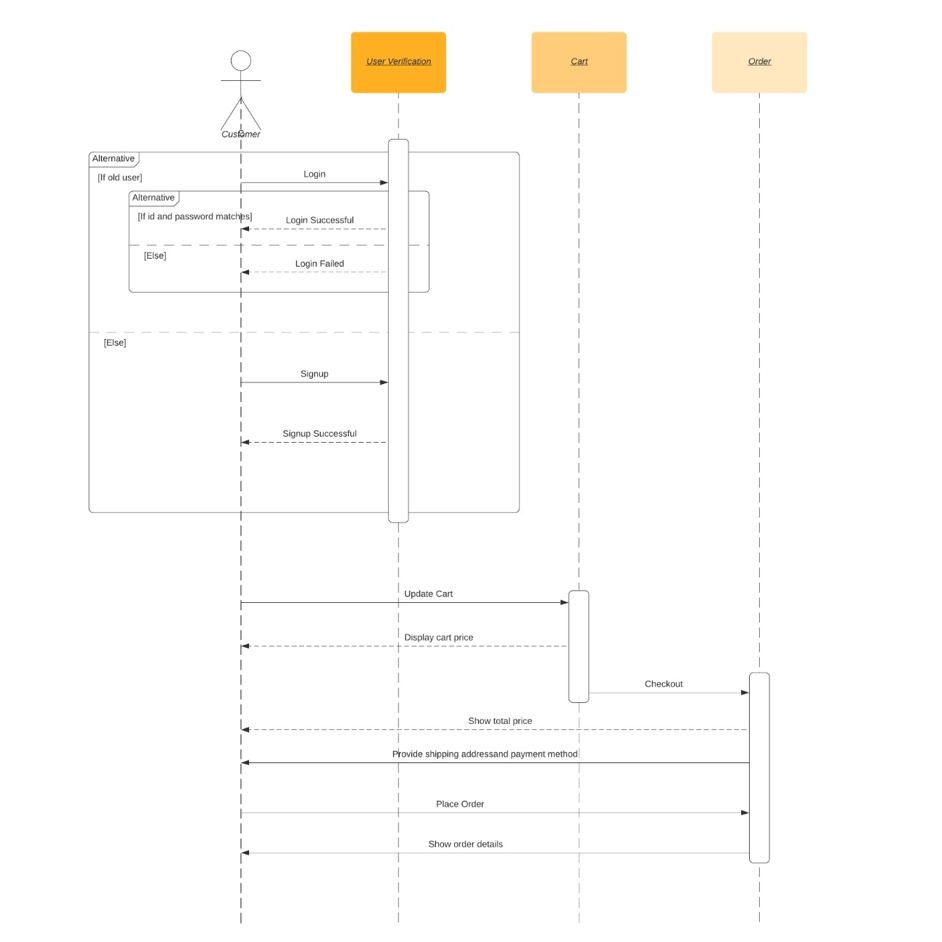 User Verification
Cart
Order
Customer
Alternative
[If old user]
Login
Alternative
[If id and password matches]
Login Successful
[Else]
Login Failed
[Else]
Signup
Signup Successful
Update Cart
Display cart price
Checkout
Show total price
Provide shipping addressand payment method
Place Order
Show order details